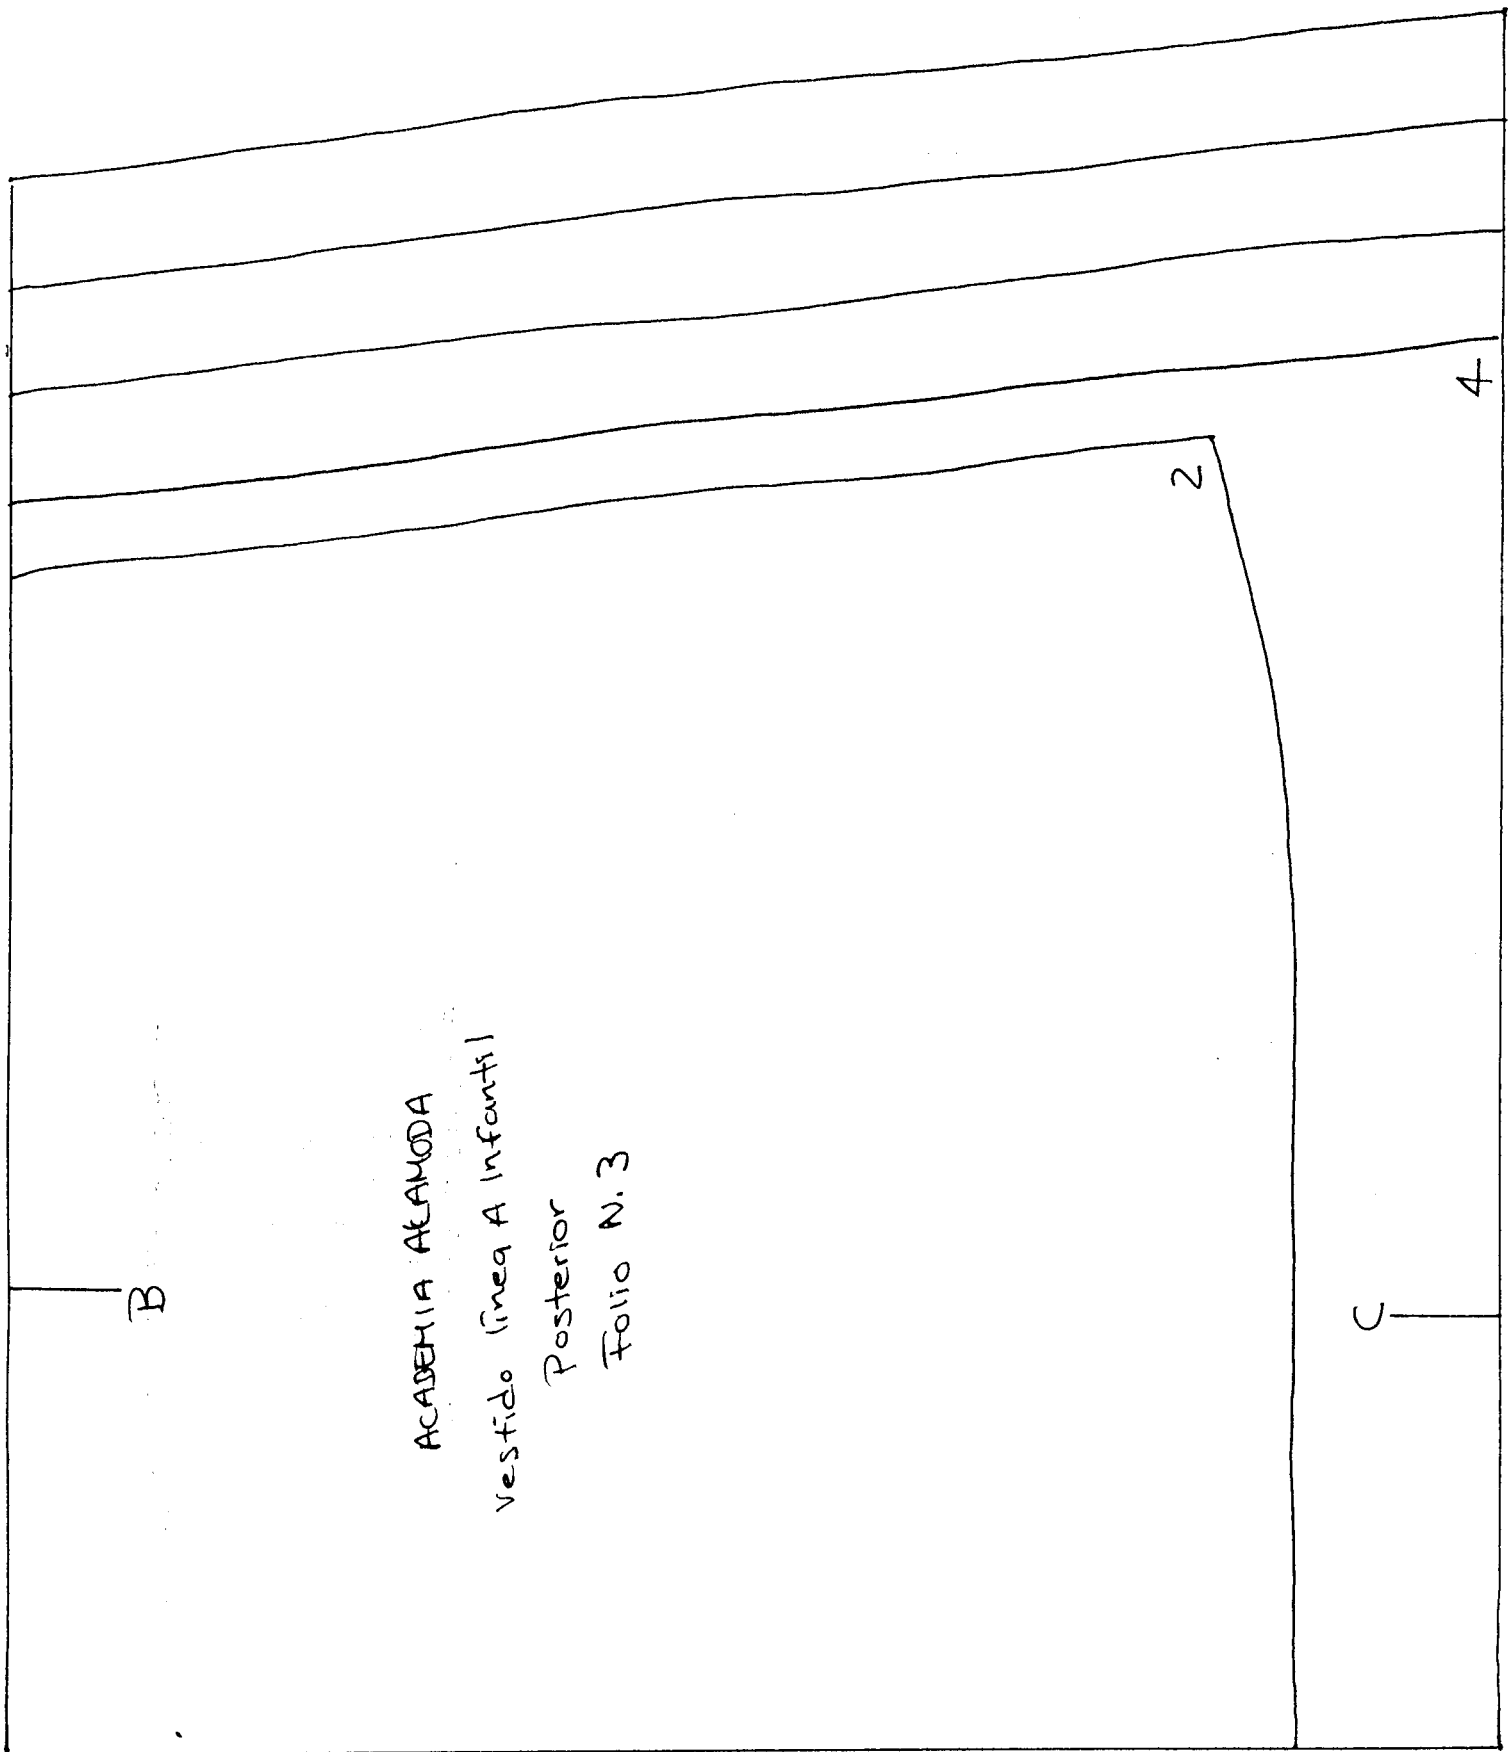 ACADEMIA ALAMODA
Vestido línea A Infantil
Posterior
Folio N. 3
B
C
2
4